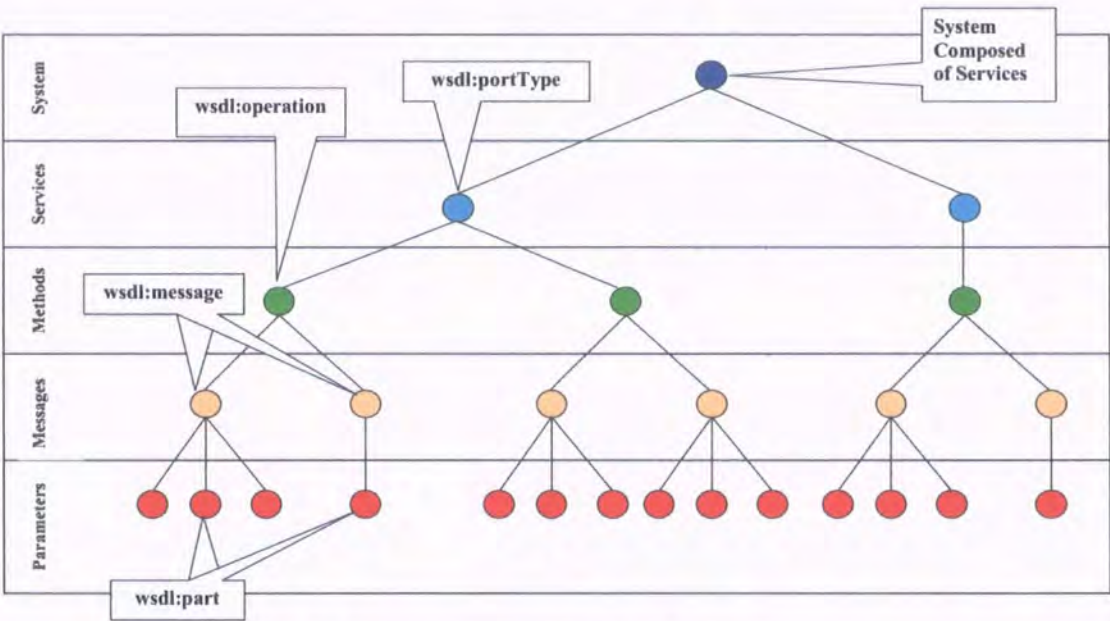 System
Composed
of Services
wsdl:portType
wsdl:operation
System
Services
Methods
wsdl:message
Messages
Parameters
wsdl:part